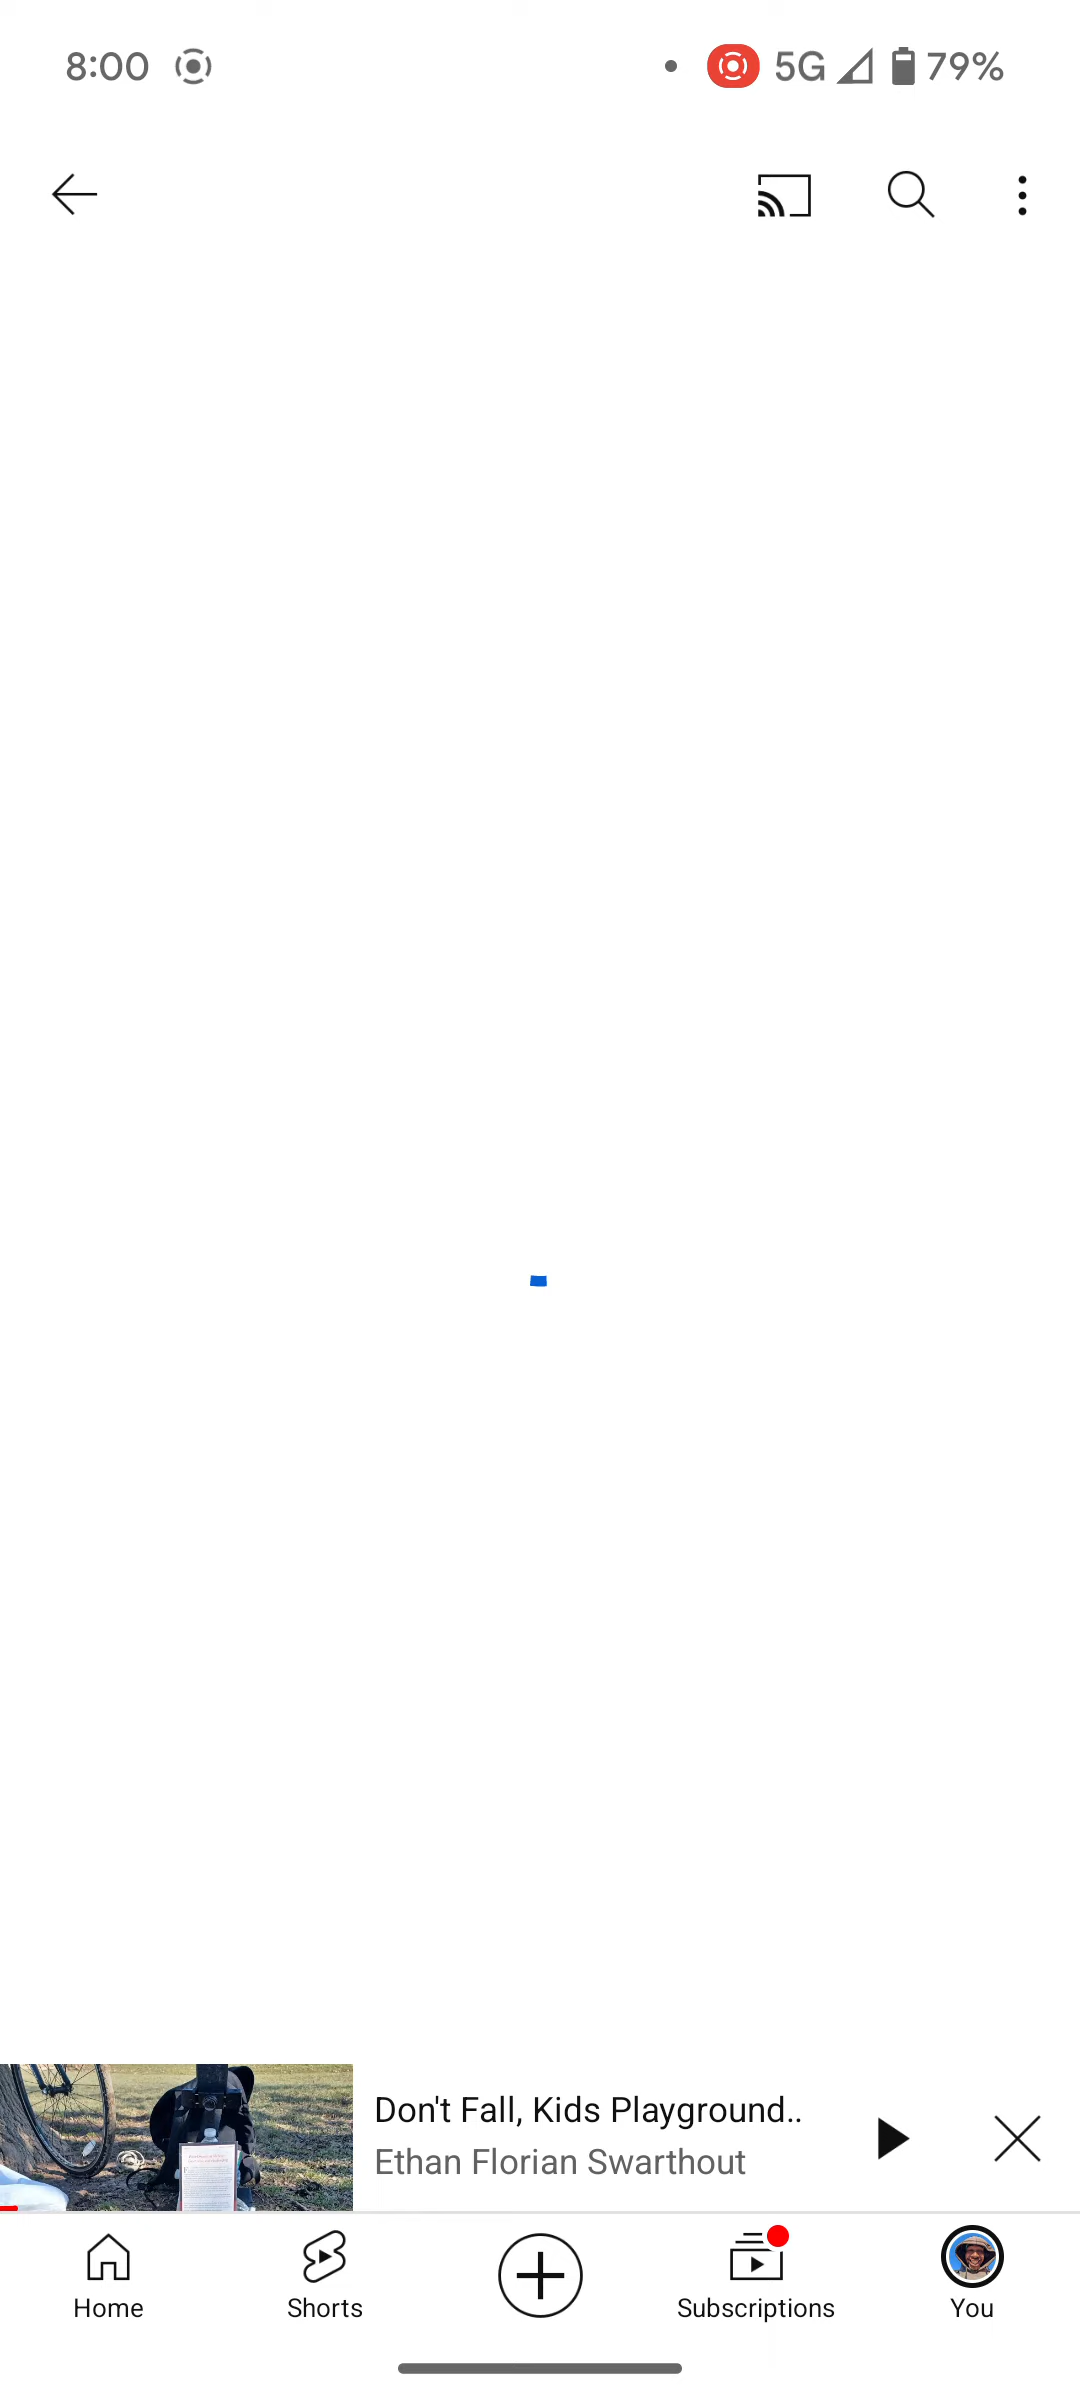 8:00 5G 79%
Don't Fall, Kids Playground..
Ethan Florian Swarthout
Home Shorts Subscriptions You